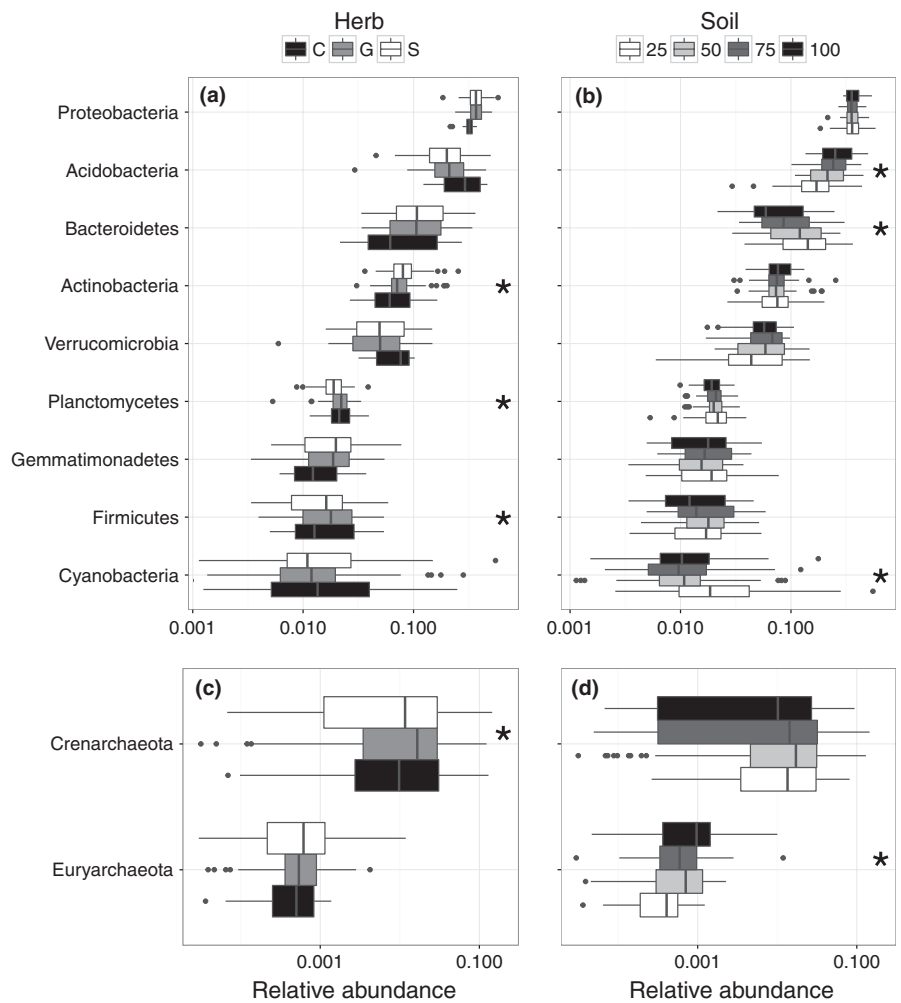 Herb
C G S
Soil
25 50 75 100
(a)
(b)
Proteobacteria
Acidobacteria
*
Bacteroidetes
*
Actinobacteria
*
Verrucomicrobia
Planctomycetes
*
Gemmatimonadetes
Firmicutes
*
Cyanobacteria
*
0.001 0.010 0.100
0.001 0.010 0.100
(c)
(d)
Crenarchaeota
*
Euryarchaeota
*
0.001 0.100
0.001 0.100
Relative abundance
Relative abundance